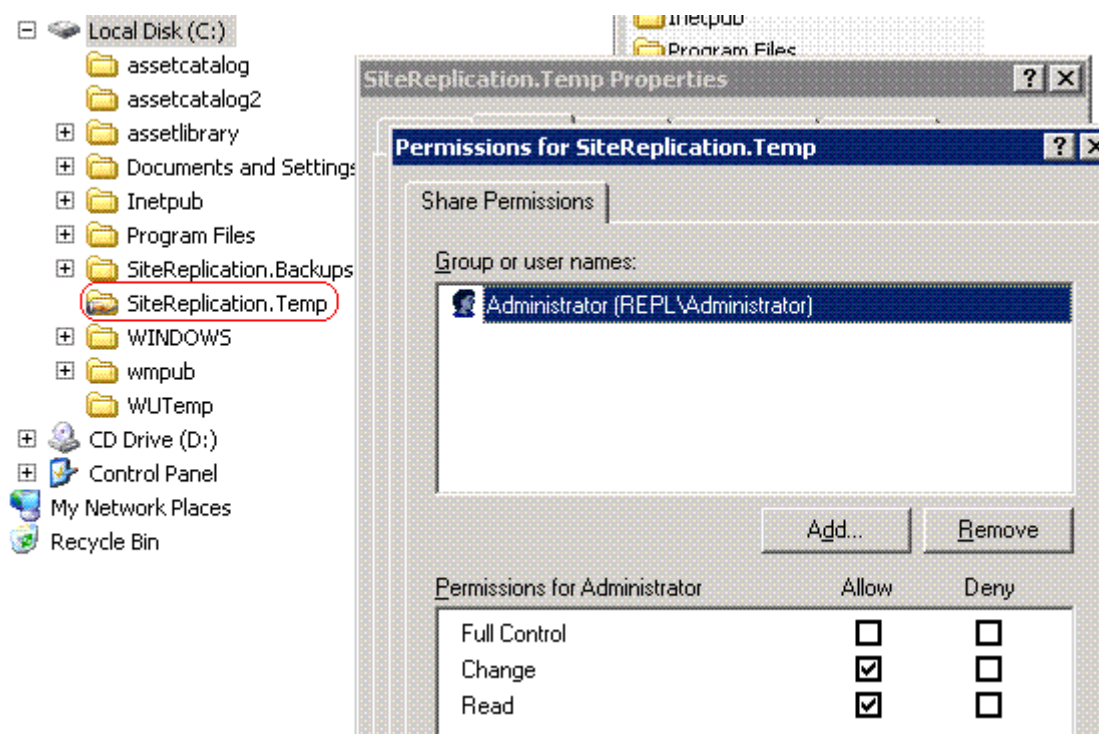 Local Disk (C:)
assetcatalog
assetcatalog2
assetlibrary
Documents and Settings
Inetpub
Program Files
SiteReplication.Backups
SiteReplication.Temp
WINDOWS
wmpub
WUTemp
CD Drive (D:)
Control Panel
My Network Places
Recycle Bin
Inetpub
Program Files
SiteReplication.Temp Properties
Permissions for SiteReplication.Temp
Share Permissions
Group or user names:
Administrator (REPL\Administrator)
Add... Remove
Permissions for Administrator Allow Deny
Full Control
Change
Read